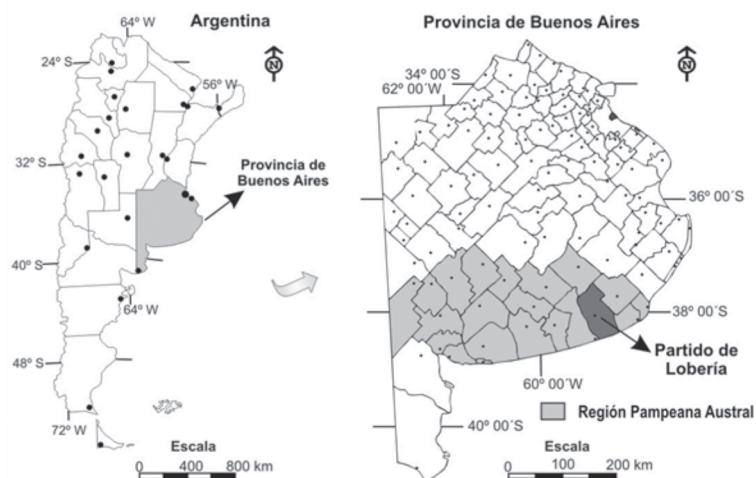 Argentina
64º W
24º S
N
56º W
32º S
Provincia de
Buenos Aires
40º S
64º W
48º S
72º W
Escala
0 400 800 km
Provincia de Buenos Aires
34º 00´S
62º 00´W
N
36º 00´S
38º 00´S
Partido de
Lobería
60º 00´W
Región Pampeana Austral
40º 00´S
Escala
0 100 200 km